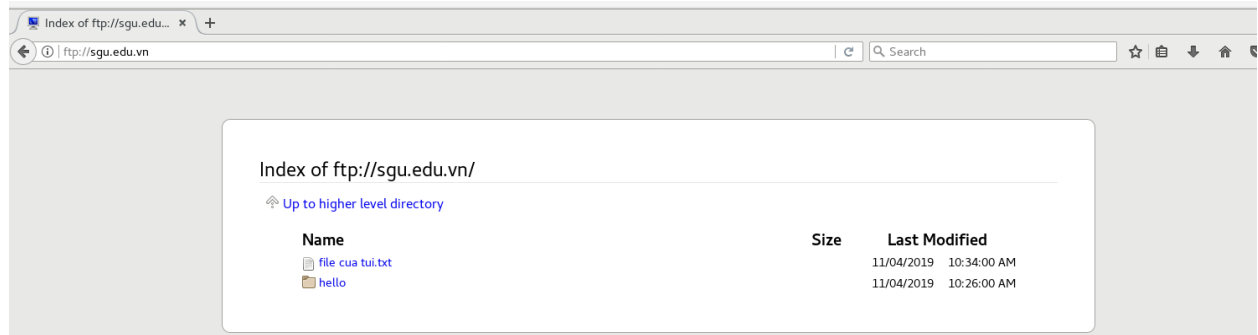 Index of ftp://sgu.edu...
ftp://sgu.edu.vn
Search
Index of ftp://sgu.edu.vn/
Up to higher level directory
Name Size Last Modified
file cua tui.txt 11/04/2019 10:34:00 AM
hello 11/04/2019 10:26:00 AM